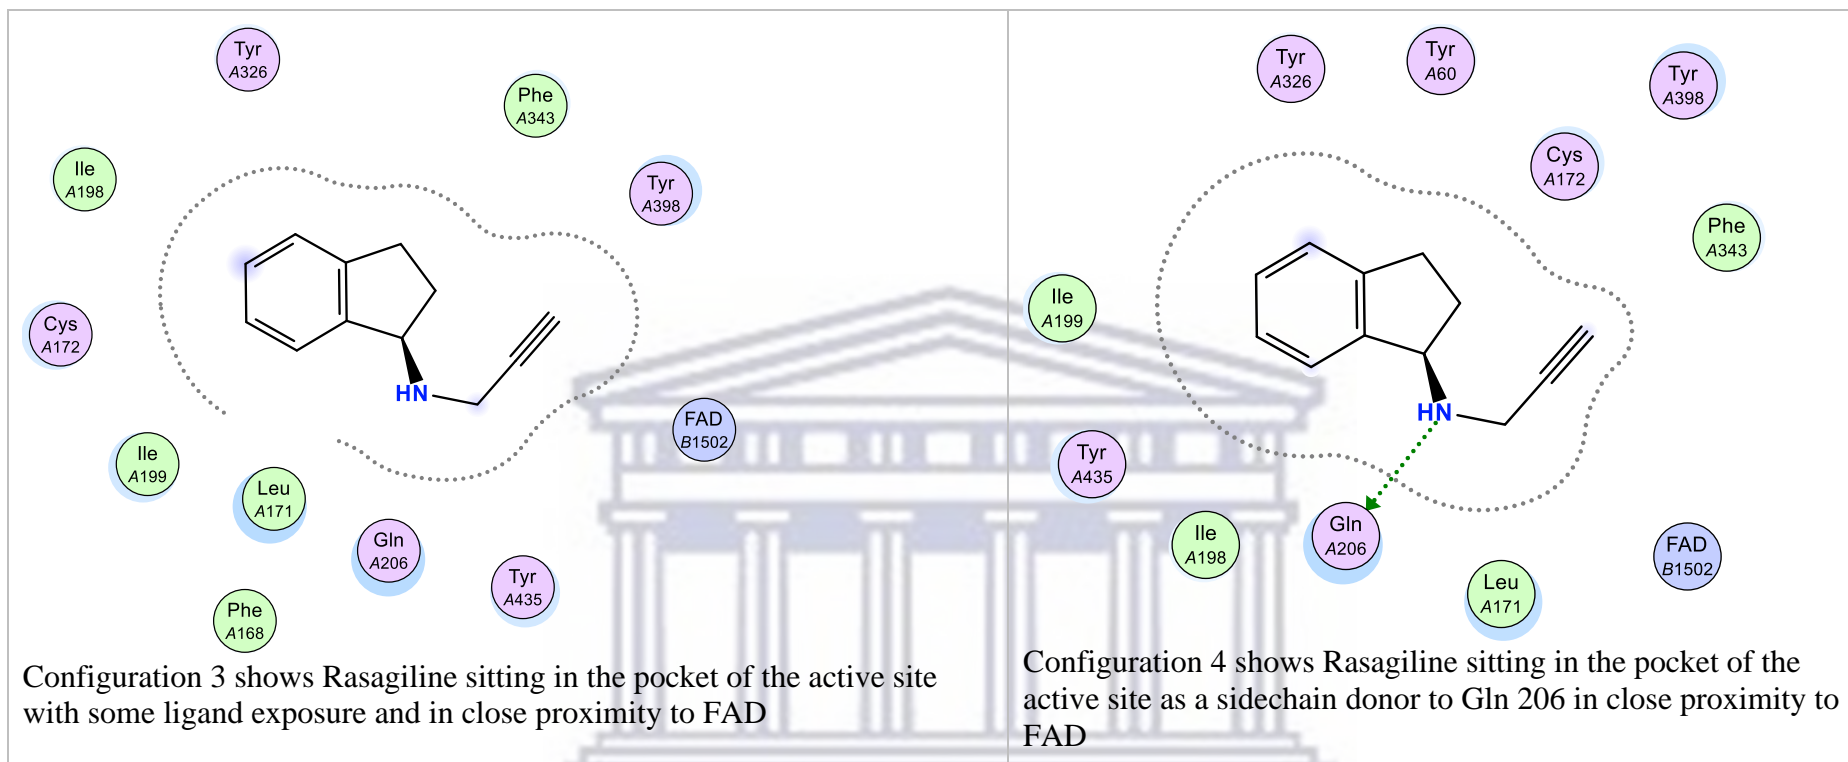 Tyr
A326
Phe
A343
Ile
A198
Tyr
A398
Cys
A172
HN
FAD
B1502
Ile
A199
Leu
A171
Gln
A206
Tyr
A435
Phe
A168
Configuration 3 shows Rasagiline sitting in the pocket of the active site
with some ligand exposure and in close proximity to FAD
Tyr
A326
Tyr
A60
Tyr
A398
Cys
A172
Phe
A343
Ile
A199
HN
Tyr
A435
Ile
A198
Gln
A206
FAD
B1502
Leu
A171
Configuration 4 shows Rasagiline sitting in the pocket of the
active site as a sidechain donor to Gln 206 in close proximity to
FAD